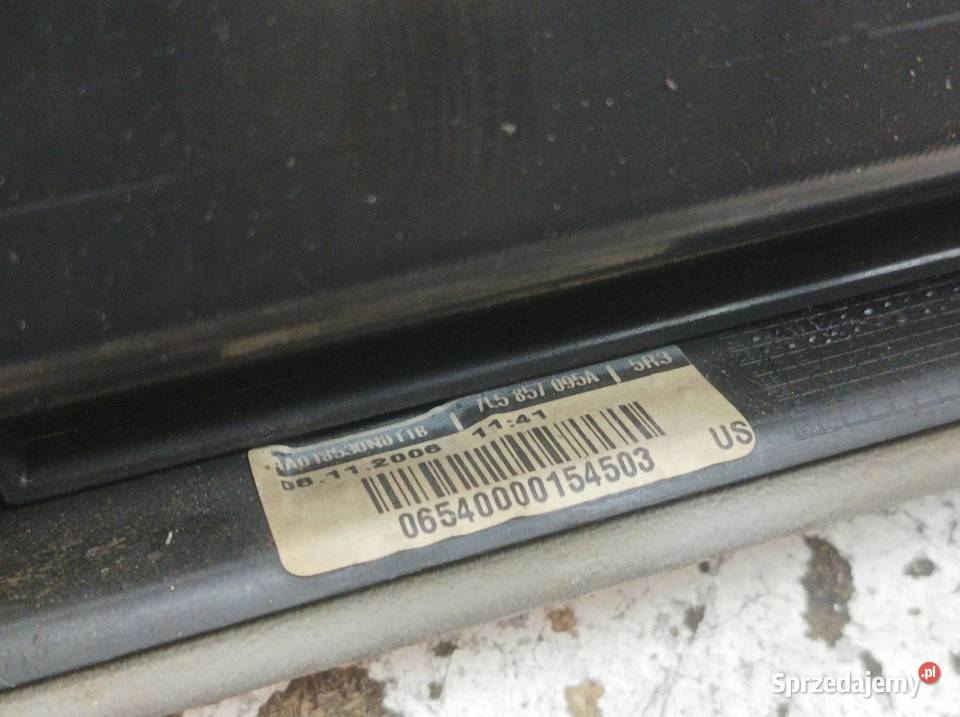 7L5 857 095A | 5R3
08.11.2006 11:41
06540000154503
US
Sprzedajemy.pl